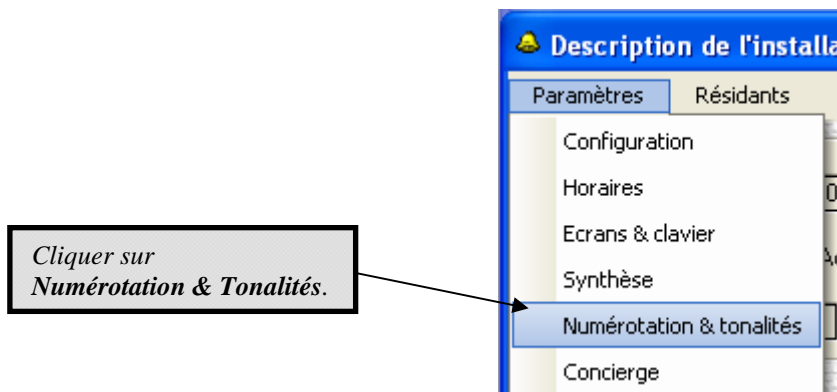 Description de l'installa
Paramètres Résidants
Configuration
Horaires
Ecrans & clavier
Synthèse
Numérotation & tonalités
Concierge
Cliquer sur
Numérotation & Tonalités.